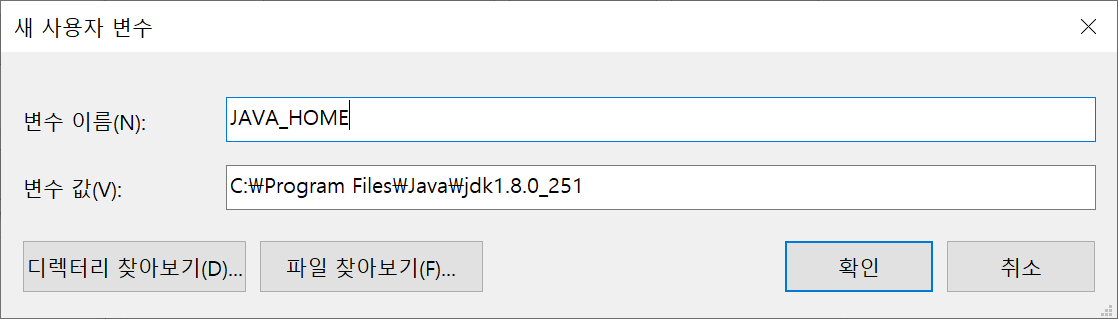 새 사용자 변수
변수 이름(N): JAVA_HOME
변수 값(V): C:₩Program Files₩Java₩jdk1.8.0_251
디렉터리 찾아보기(D)... 파일 찾아보기(F)... 확인 취소